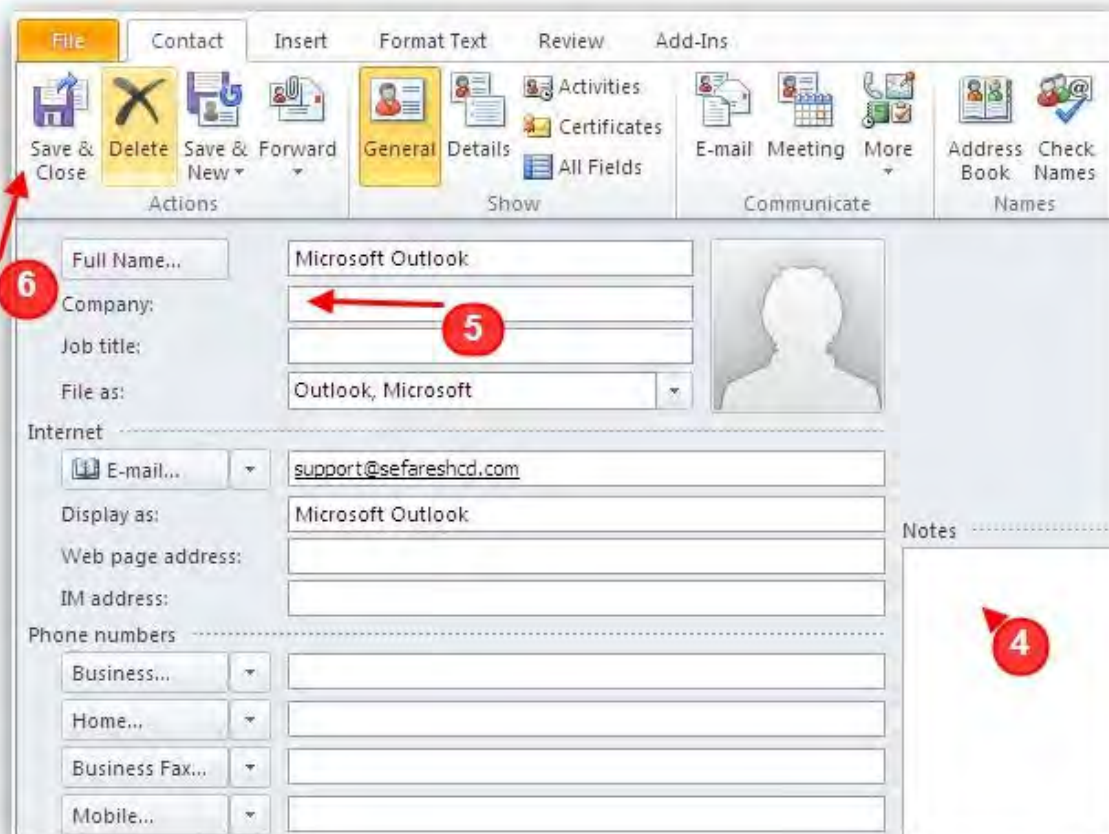 File Contact Insert Format Text Review Add-Ins
Save & Close
Delete
Save & New
Forward
General
Details
Activities
Certificates
All Fields
E-mail
Meeting
More
Address Book
Check Names
Actions Show Communicate Names
6
Full Name... Microsoft Outlook
Company:
5
Job title:
File as: Outlook, Microsoft
Internet
E-mail... support@sefareshcd.com
Display as: Microsoft Outlook
Notes
Web page address:
IM address:
4
Phone numbers
Business...
Home...
Business Fax...
Mobile...